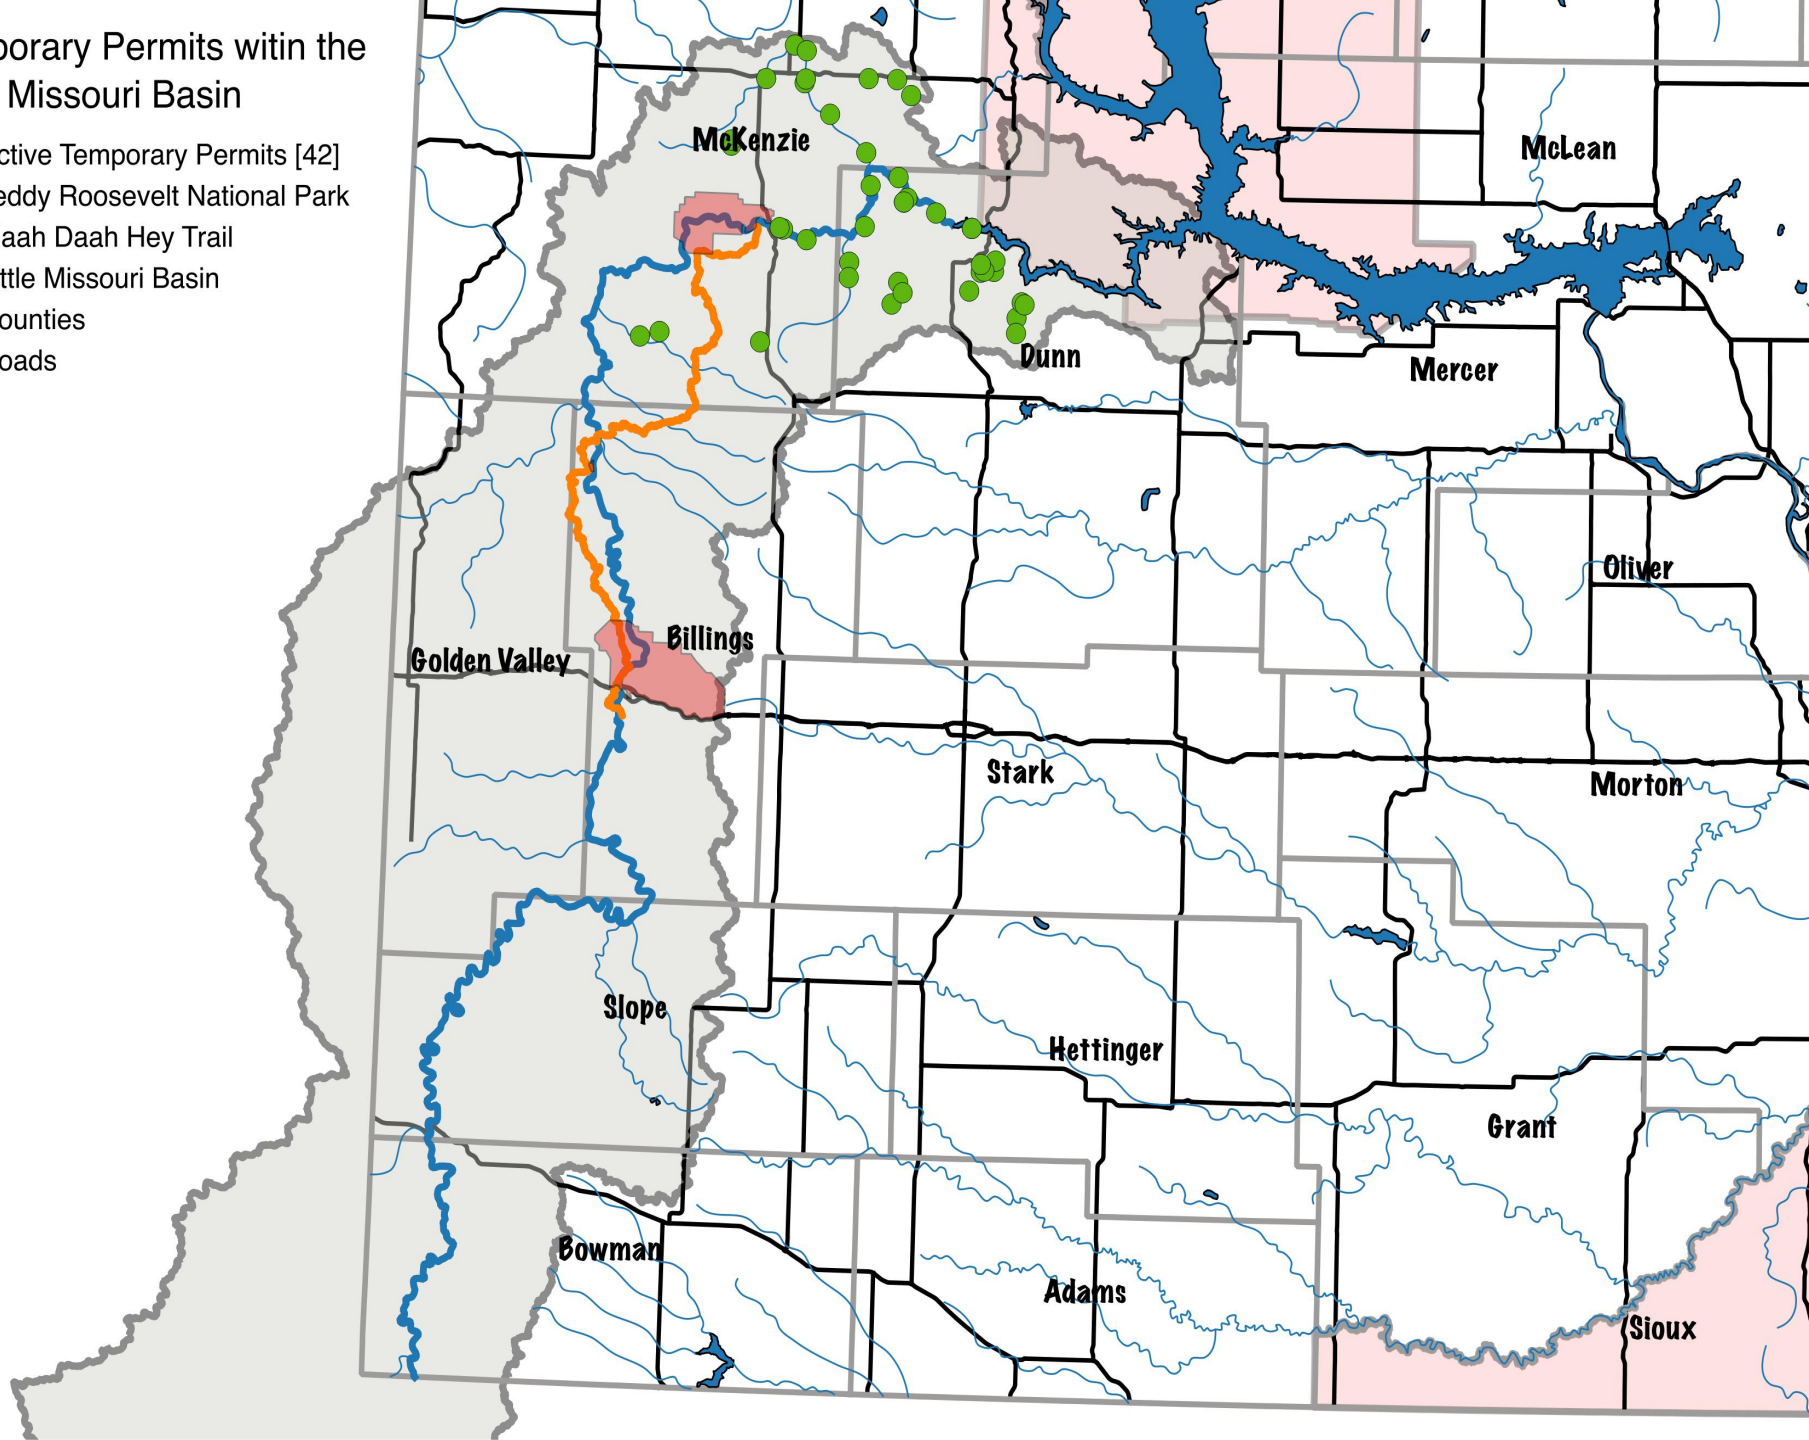 porary Permits witin the
Missouri Basin
ctive Temporary Permits [42]
eddy Roosevelt National Park
aah Daah Hey Trail
ttle Missouri Basin
ounties
oads
McKenzie
McLean
Dunn
Mercer
Oliver
Billings
Golden Valley
Stark
Morton
Slope
Hettinger
Grant
Bowman
Adams
Sioux